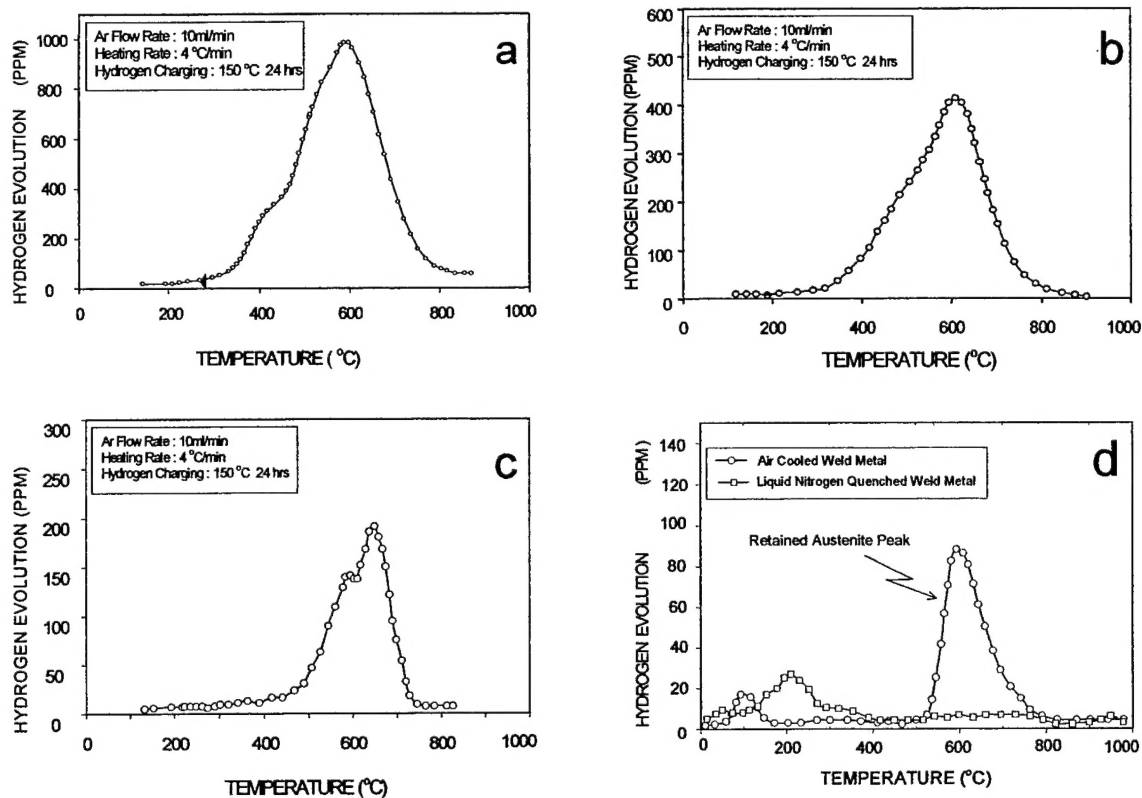 a
Ar Flow Rate : 10ml/min
Heating Rate : 4 °C/min
Hydrogen Charging : 150 °C 24 hrs
HYDROGEN EVOLUTION (PPM)
1000
800
600
400
200
0
0 200 400 600 800 1000
TEMPERATURE ( °C)
b
Ar Flow Rate : 10ml/min
Heating Rate : 4 °C/min
Hydrogen Charging : 150 °C 24 hrs
HYDROGEN EVOLUTION (PPM)
600
500
400
300
200
100
0
0 200 400 600 800 1000
TEMPERATURE (°C)
c
Ar Flow Rate : 10ml/min
Heating Rate : 4 °C/min
Hydrogen Charging : 150 °C 24 hrs
HYDROGEN EVOLUTION (PPM)
300
250
200
150
100
50
0
0 200 400 600 800 1000
TEMPERATURE (°C)
d
Air Cooled Weld Metal
Liquid Nitrogen Quenched Weld Metal
Retained Austenite Peak
HYDROGEN EVOLUTION (PPM)
140
120
100
80
60
40
20
0
0 200 400 600 800 1000
TEMPERATURE (°C)